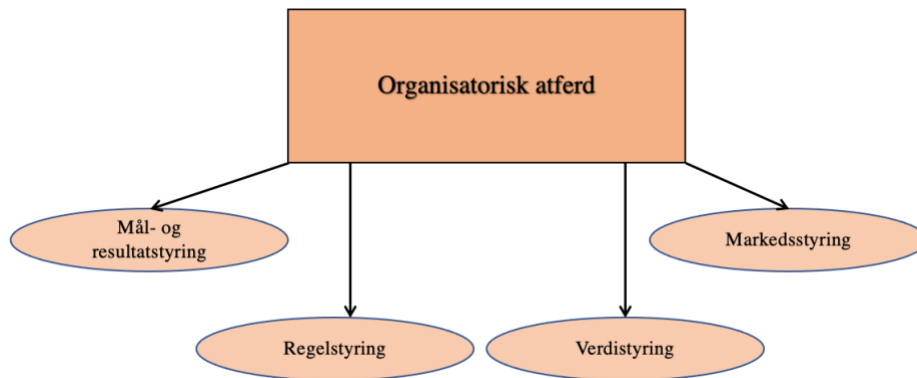 Organisatorisk atferd
Mål- og
resultatstyring
Markedsstyring
Regelstyring
Verdistyring